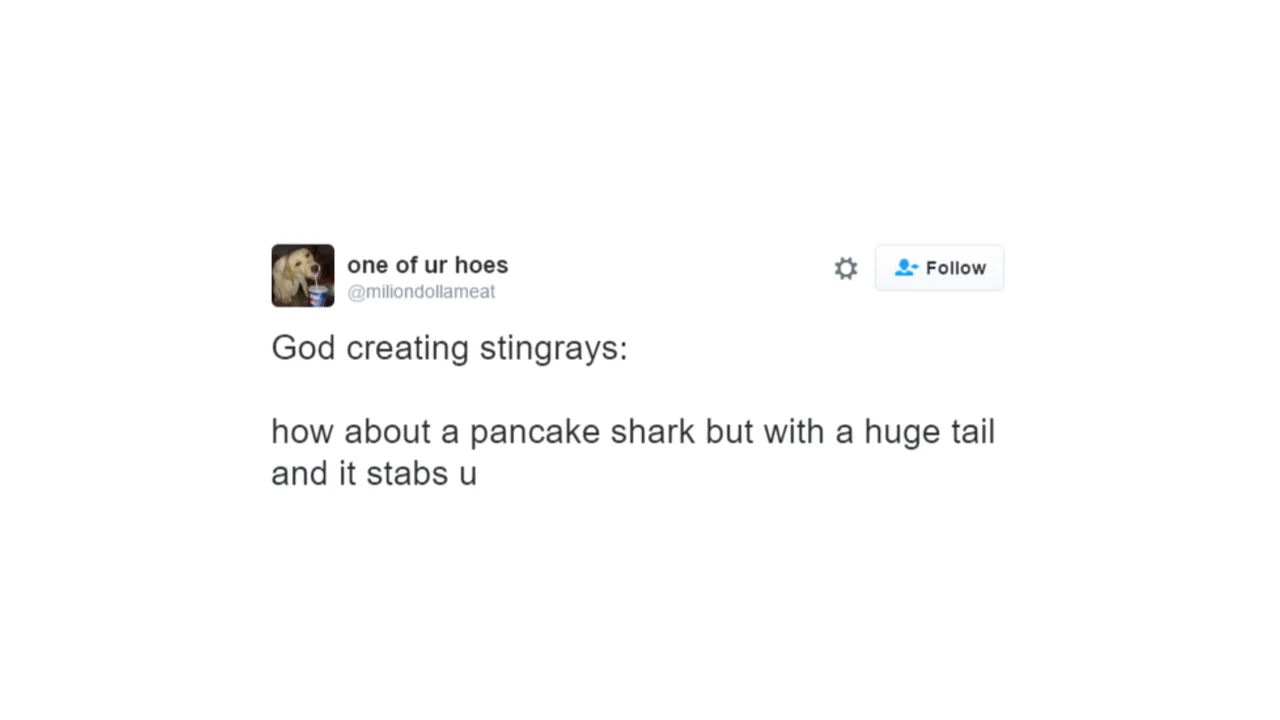 one of ur hoes
@miliondollameat
Follow
God creating stingrays:
how about a pancake shark but with a huge tail
and it stabs u